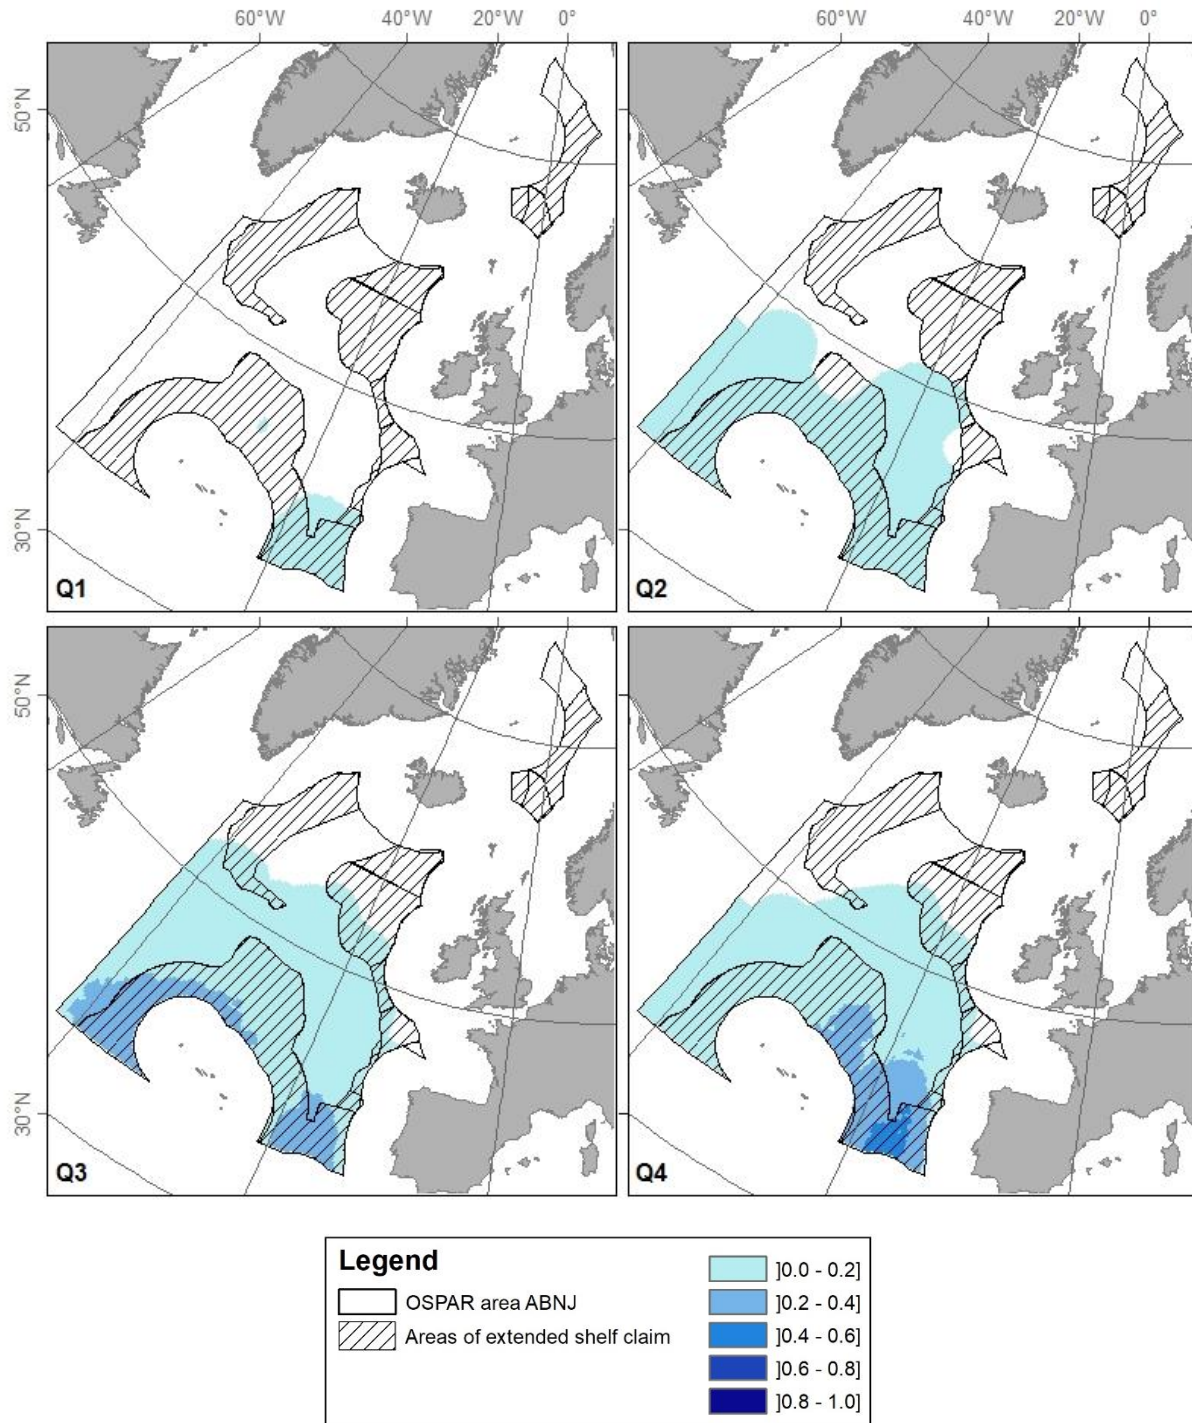 60°W 40°W 20°W 0° 60°W 40°W 20°W 0°
50°N
30°N
Q1 Q2
50°N
30°N
Q3 Q4
Legend
OSPAR area ABNJ
Areas of extended shelf claim
]0.0 - 0.2]
]0.2 - 0.4]
]0.4 - 0.6]
]0.6 - 0.8]
]0.8 - 1.0]